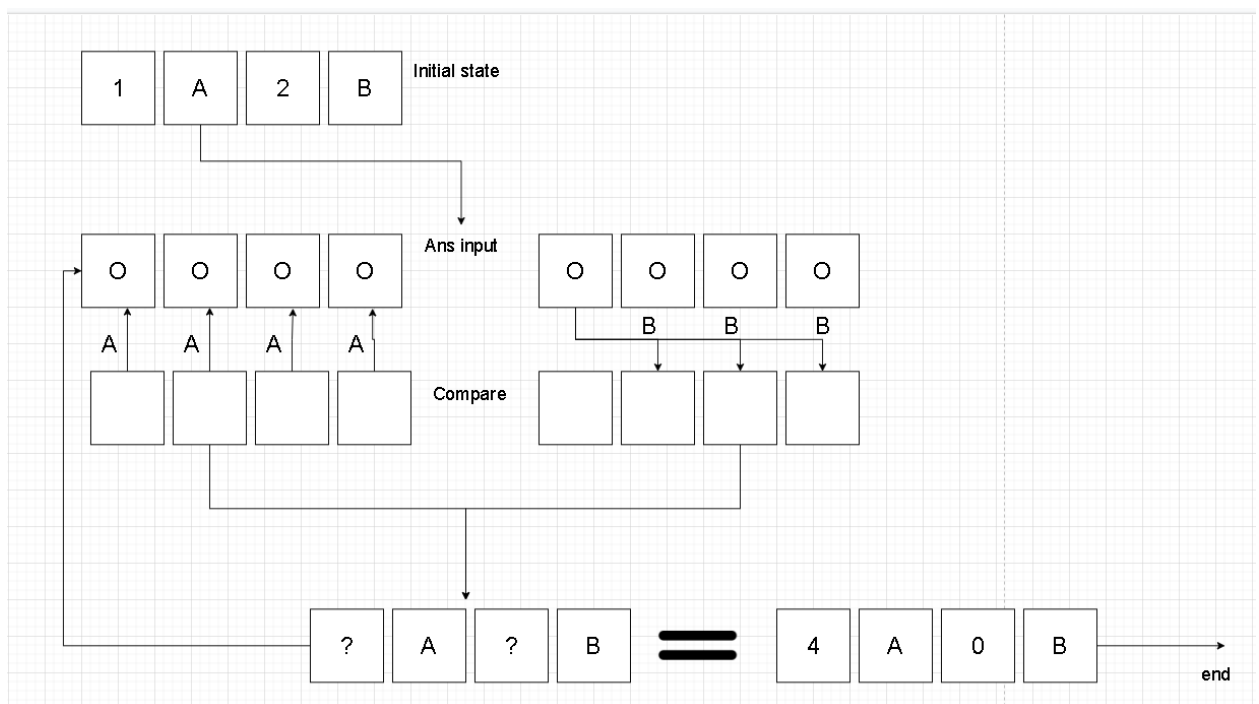 1 A 2 B Initial state
Ans input
O O O O O O O O
B B B
A A A A
Compare
? A ? B 4 A 0 B
end